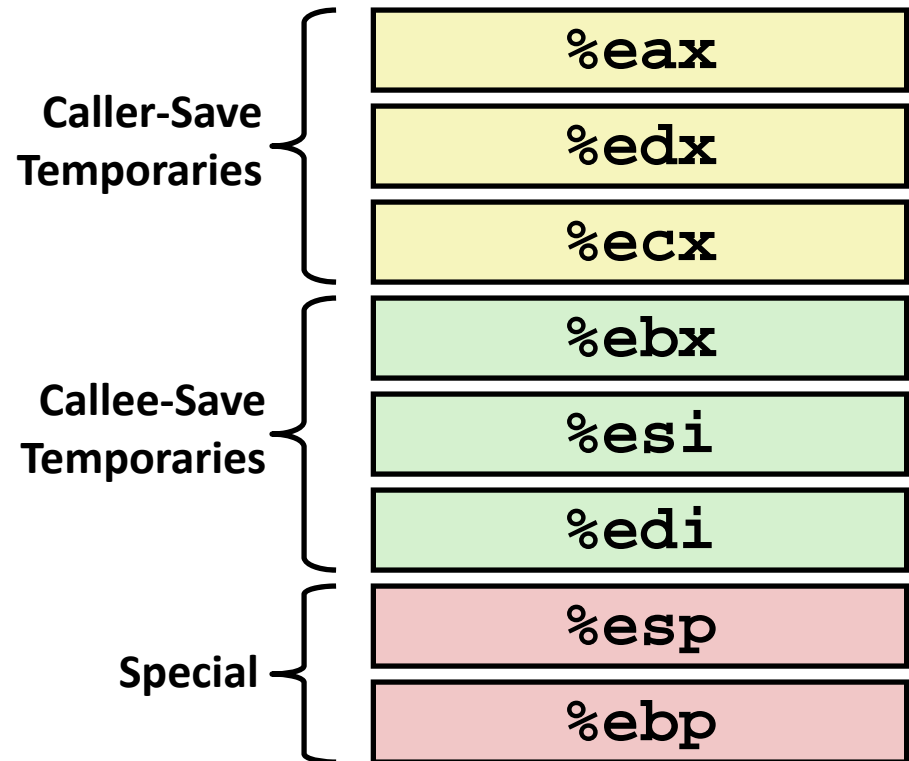 Caller-Save
Temporaries
%eax
%edx
%ecx
Callee-Save
Temporaries
%ebx
%esi
%edi
Special
%esp
%ebp